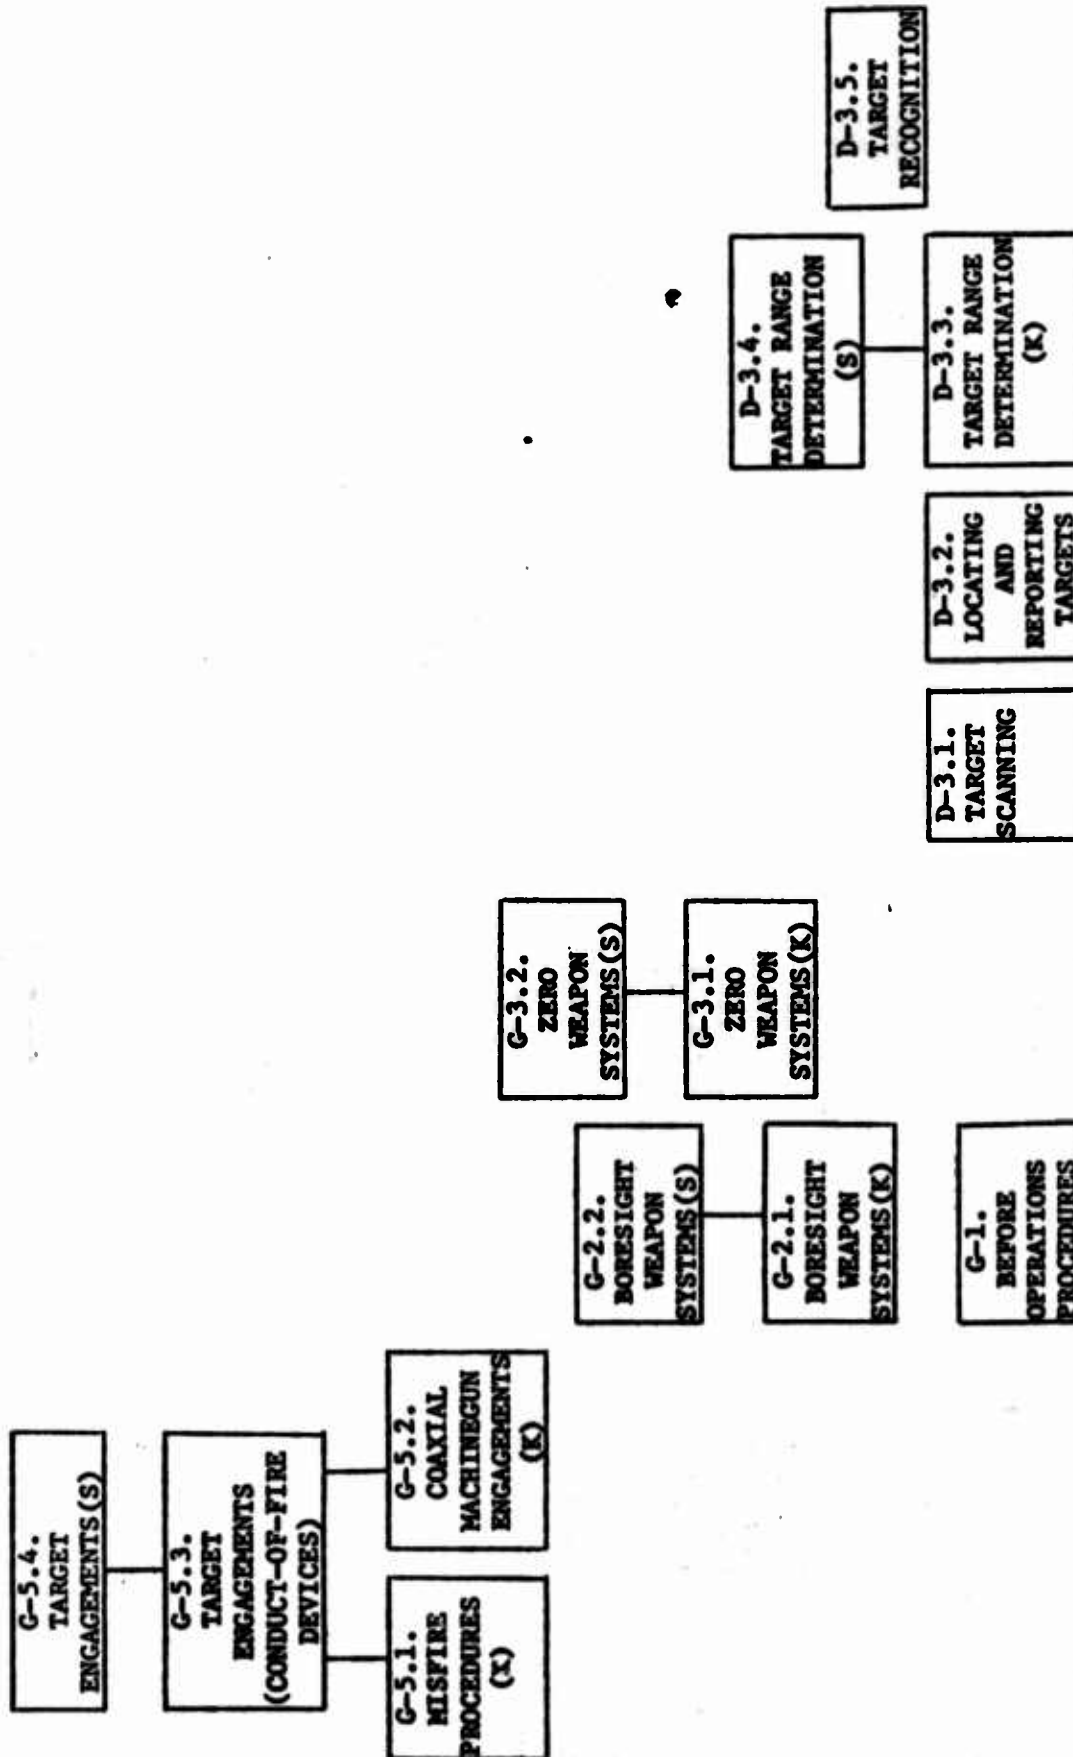 G-5.4.
TARGET
ENGAGEMENTS(S)
G-5.3.
TARGET
ENGAGEMENTS
(CONDUCT-OF-FIRE
DEVICES)
G-5.1.
MISFIRE
PROCEDURES
(K)
G-5.2.
COAXIAL
MACHINEGUN
ENGAGEMENTS
(K)
G-2.2.
BORESIGHT
WEAPON
SYSTEMS(S)
G-2.1.
BORESIGHT
WEAPON
SYSTEMS(K)
G-1.
BEFORE
OPERATIONS
PROCEDURES
G-3.2.
ZERO
WEAPON
SYSTEMS(S)
G-3.1.
ZERO
WEAPON
SYSTEMS(K)
D-3.1.
TARGET
SCANNING
D-3.2.
LOCATING
AND
REPORTING
TARGETS
D-3.4.
TARGET RANGE
DETERMINATION
(S)
D-3.3.
TARGET RANGE
DETERMINATION
(K)
D-3.5.
TARGET
RECOGNITION